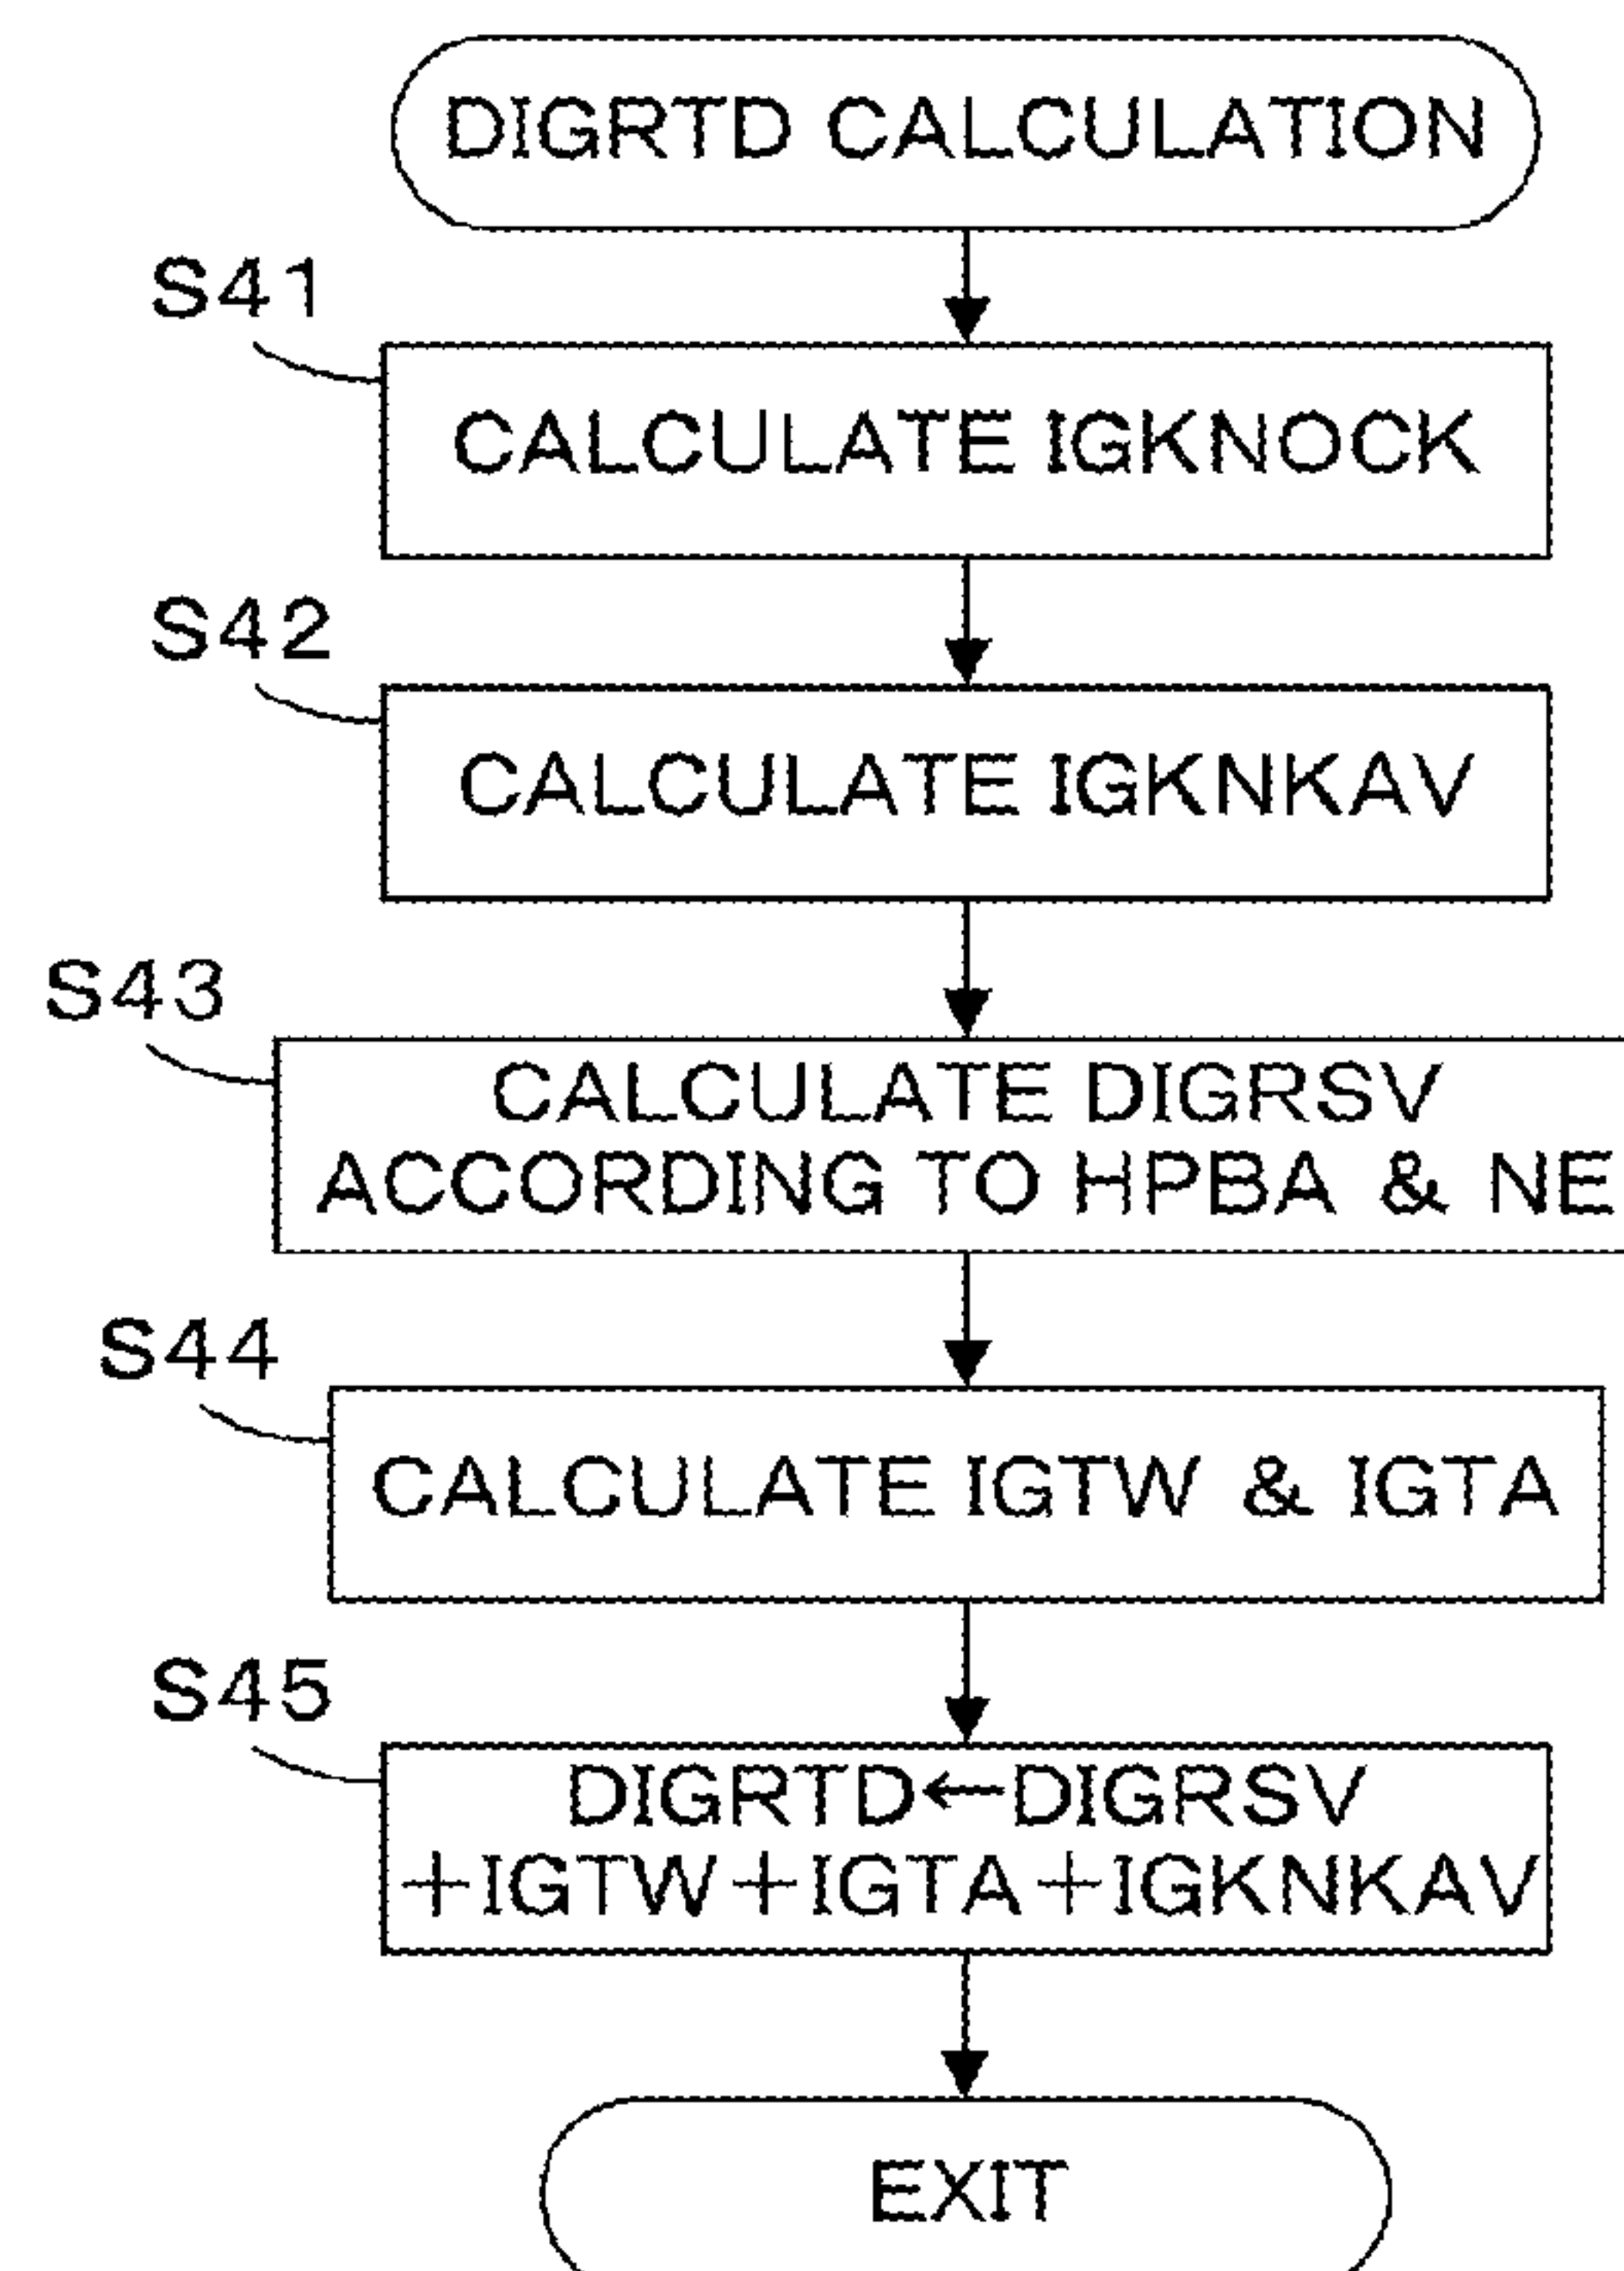 DIGRTD CALCULATION
S41
CALCULATE IGKNOCK
S42
CALCULATE IGKNKAV
S43
CALCULATE DIGRSV
ACCORDING TO HPBA & NE
S44
CALCULATE IGTW & IGTA
S45
DIGRTD←DIGRSV
+IGTW+IGTA+IGKNKAV
EXIT